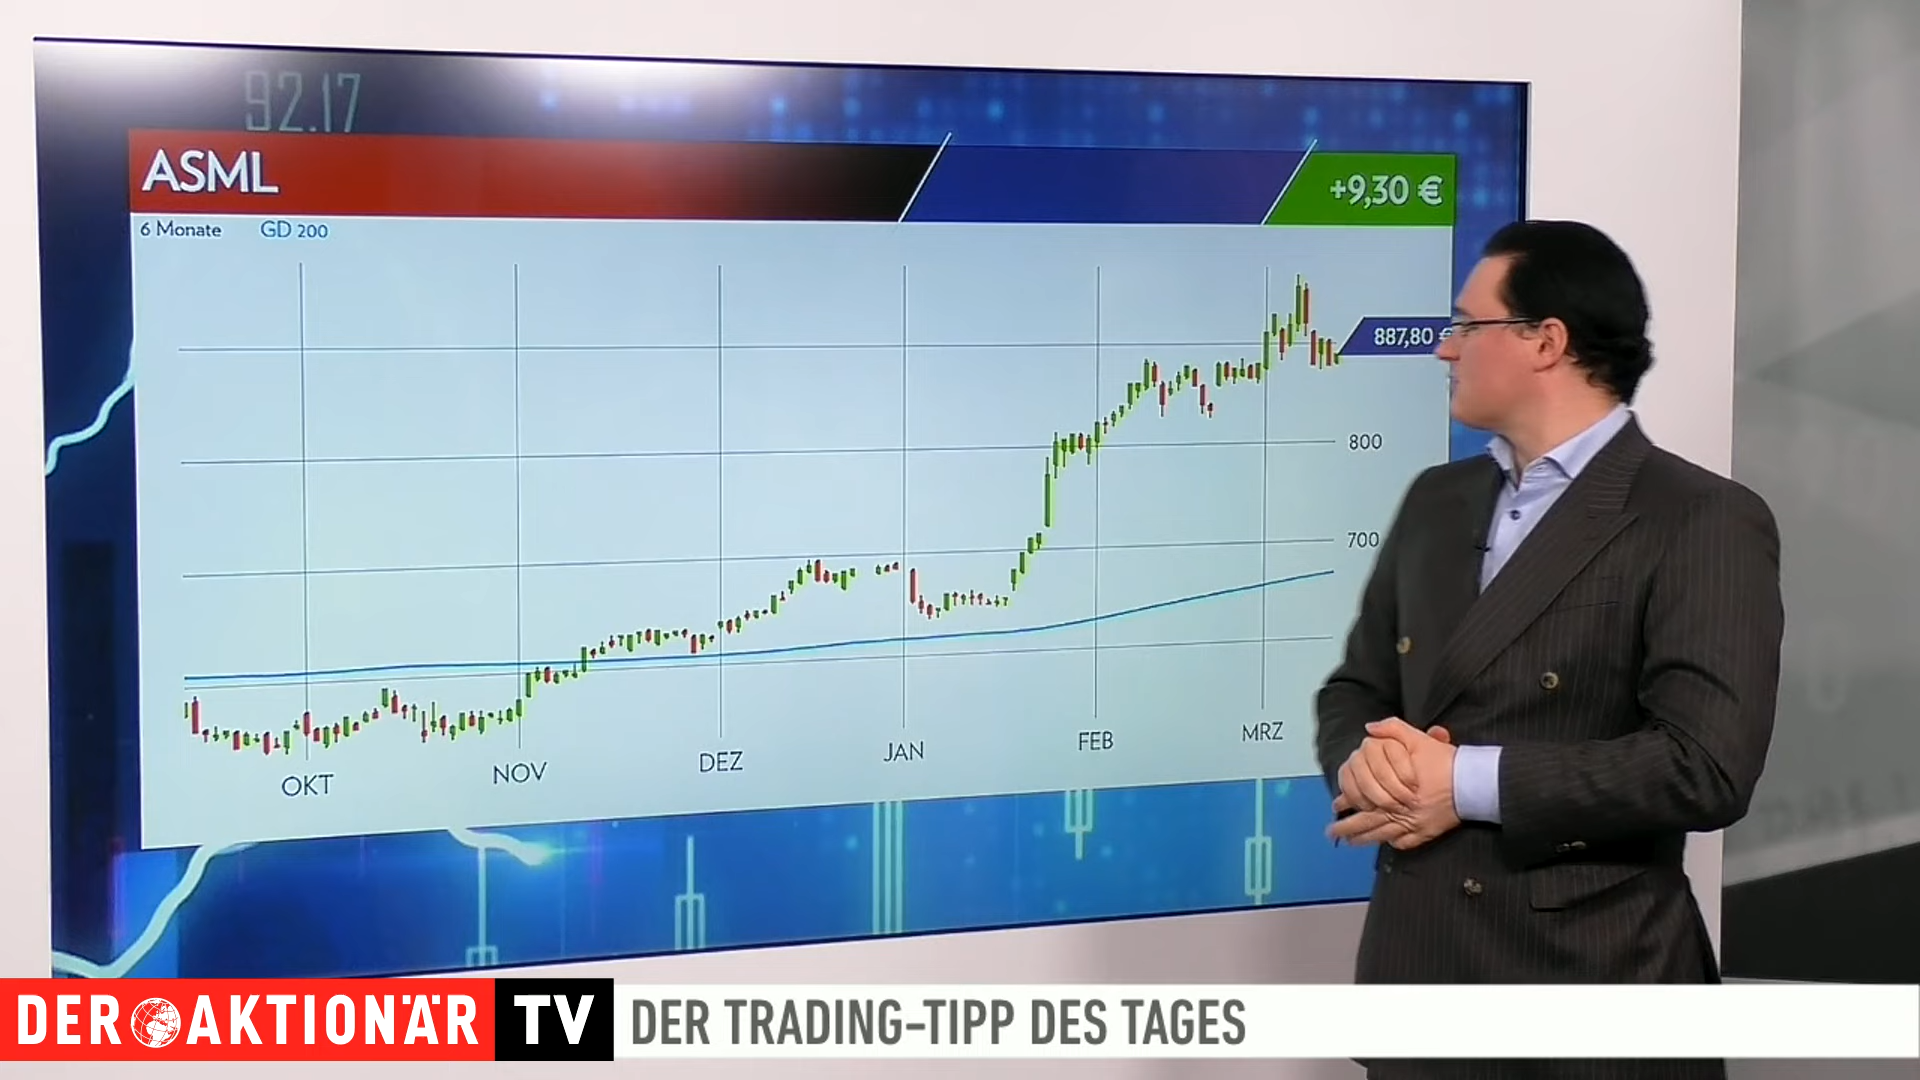 92.17
ASML
+9,30 €
6 Monate GD 200
887,80 €
800
700
OKT NOV DEZ JAN FEB MRZ
DER AKTIONÄR TV
DER TRADING-TIPP DES TAGES